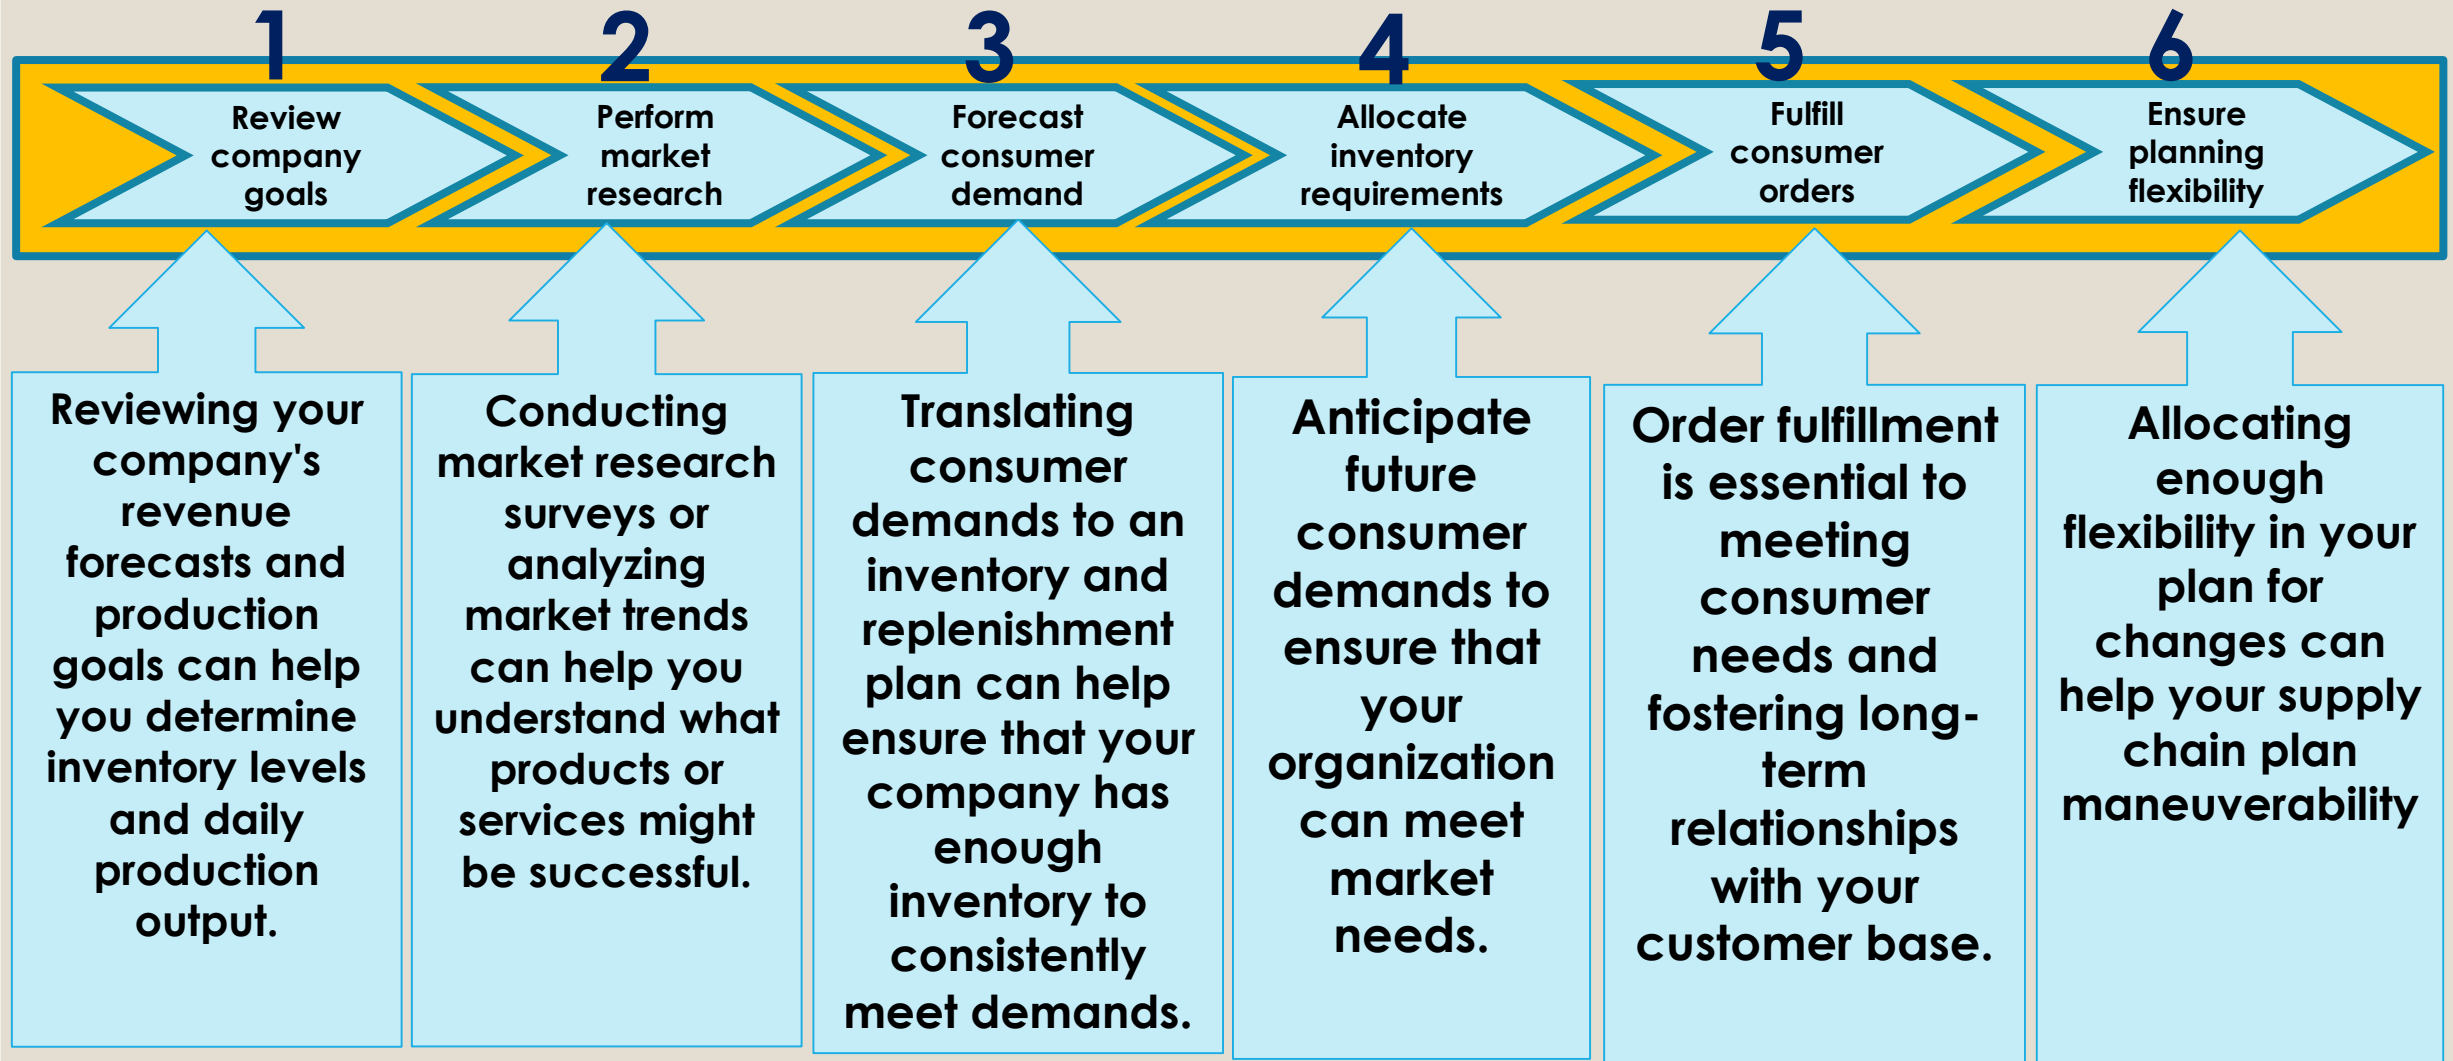 1
Review
company
goals
2
Perform
market
research
3
Forecast
consumer
demand
4
Allocate
inventory
requirements
5
Fulfill
consumer
orders
6
Ensure
planning
flexibility
Reviewing your
company's
revenue
forecasts and
production
goals can help
you determine
inventory levels
and daily
production
output.
Conducting
market research
surveys or
analyzing
market trends
can help you
understand what
products or
services might
be successful.
Translating
consumer
demands to an
inventory and
replenishment
plan can help
ensure that your
company has
enough
inventory to
consistently
meet demands.
Anticipate
future
consumer
demands to
ensure that
your
organization
can meet
market
needs.
Order fulfillment
is essential to
meeting
consumer
needs and
fostering long-
term
relationships
with your
customer base.
Allocating
enough
flexibility in your
plan for
changes can
help your supply
chain plan
maneuverability